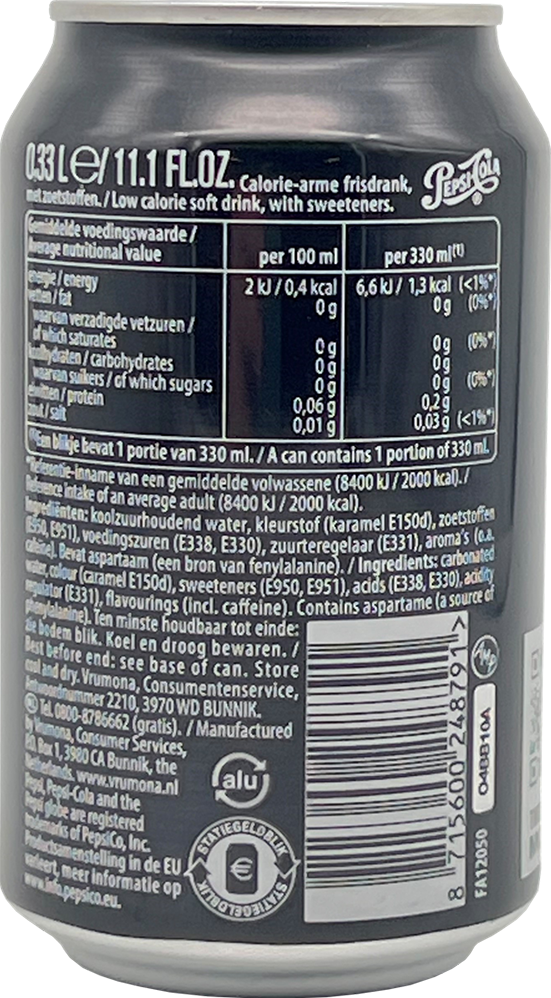 0.33 L ℮/ 11.1 FL.OZ. Calorie-arme frisdrank,
met zoetstoffen. / Low calorie soft drink, with sweeteners.
PEPSI-COLA
®
Gemiddelde voedingswaarde /
Average nutritional value
per 100 ml
per 330 ml(1)
energie / energy 2 kJ / 0,4 kcal 6,6 kJ / 1,3 kcal (<1%*)
vetten / fat 0 g 0 g (0%*)
waarvan verzadigde vetzuren /
of which saturates 0 g 0 g (0%*)
koolhydraten / carbohydrates 0 g 0 g
waarvan suikers / of which sugars 0 g 0 g (0%*)
eiwitten / protein 0,06 g 0,2 g
zout / salt 0,01 g 0,03 g (<1%*)
(1)Een blikje bevat 1 portie van 330 ml. / A can contains 1 portion of 330 ml.
*Referentie-inname van een gemiddelde volwassene (8400 kJ / 2000 kcal). /
Reference intake of an average adult (8400 kJ / 2000 kcal).
Ingrediënten: koolzuurhoudend water, kleurstof (karamel E150d), zoetstoffen
(E950, E951), voedingszuren (E338, E330), zuurteregelaar (E331), aroma's (o.a.
cafeïne). Bevat aspartaam (een bron van fenylalanine). / Ingredients: carbonated
water, colour (caramel E150d), sweeteners (E950, E951), acids (E338, E330), acidity
regulator (E331), flavourings (incl. caffeine). Contains aspartame (a source of
phenylalanine). Ten minste houdbaar tot einde:
zie bodem blik. Koel en droog bewaren. /
Best before end: see base of can. Store
cool and dry. Vrumona, Consumentenservice,
Antwoordnummer 2210, 3970 WD BUNNIK.
NL Tel. 0800-8786662 (gratis). / Manufactured
by Vrumona, Consumer Services,
P.O. Box 1, 3980 CA Bunnik, the
Netherlands. www.vrumona.nl
Pepsi, Pepsi-Cola and the
Pepsi globe are registered
trademarks of PepsiCo, Inc.
Productsamenstelling in de EU
varieert, meer informatie op
www.info.pepsico.eu.
alu
STATIEGELDBLIK
€
STATIEGELDBLIK
8 715600 248791 >
FA12050
04BB10A